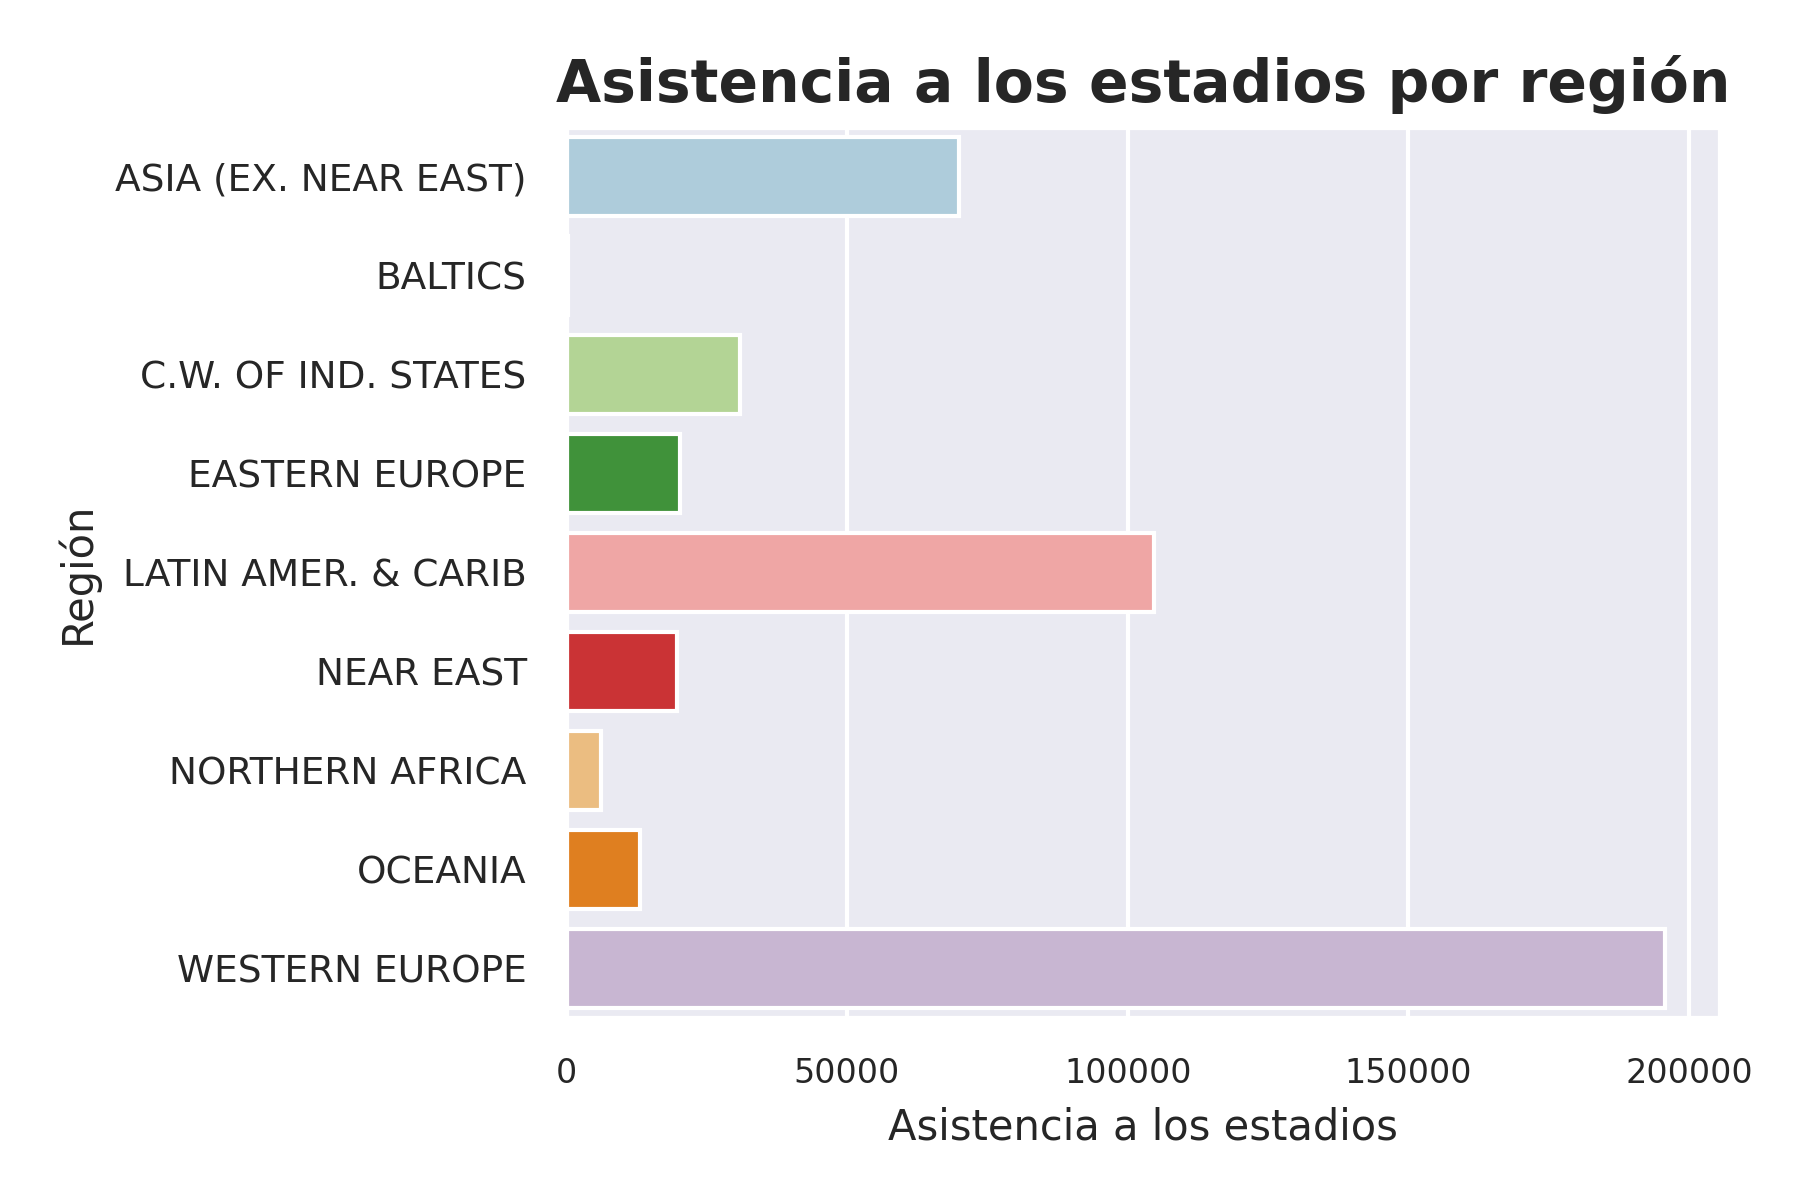 Asistencia a los estadios por región
ASIA (EX. NEAR EAST)
BALTICS
C.W. OF IND. STATES
EASTERN EUROPE
LATIN AMER. & CARIB
NEAR EAST
NORTHERN AFRICA
OCEANIA
WESTERN EUROPE
Región
0 50000 100000 150000 200000
Asistencia a los estadios